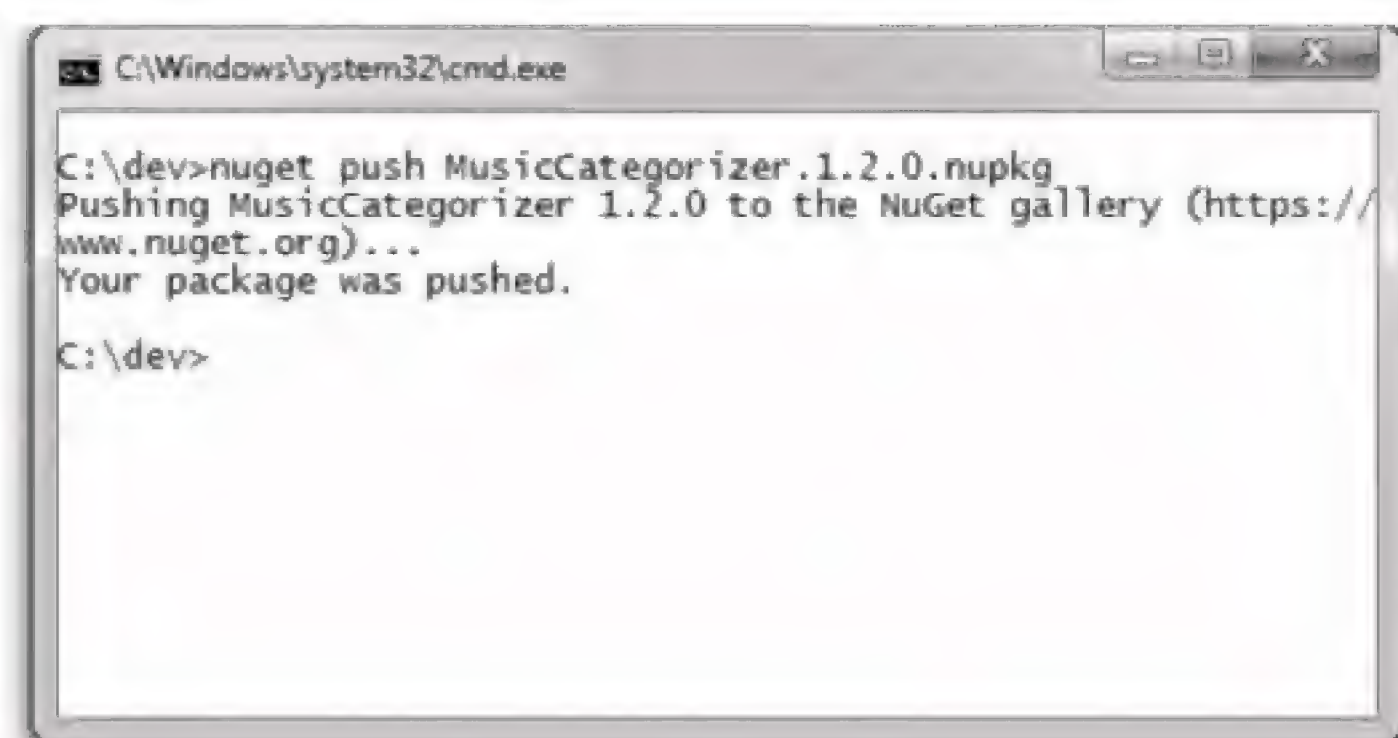 C:\Windows\system32\cmd.exe
C:\dev>nuget push MusicCategorizer.1.2.0.nupkg
Pushing MusicCategorizer 1.2.0 to the NuGet gallery (https://
www.nuget.org)...
Your package was pushed.
C:\dev>